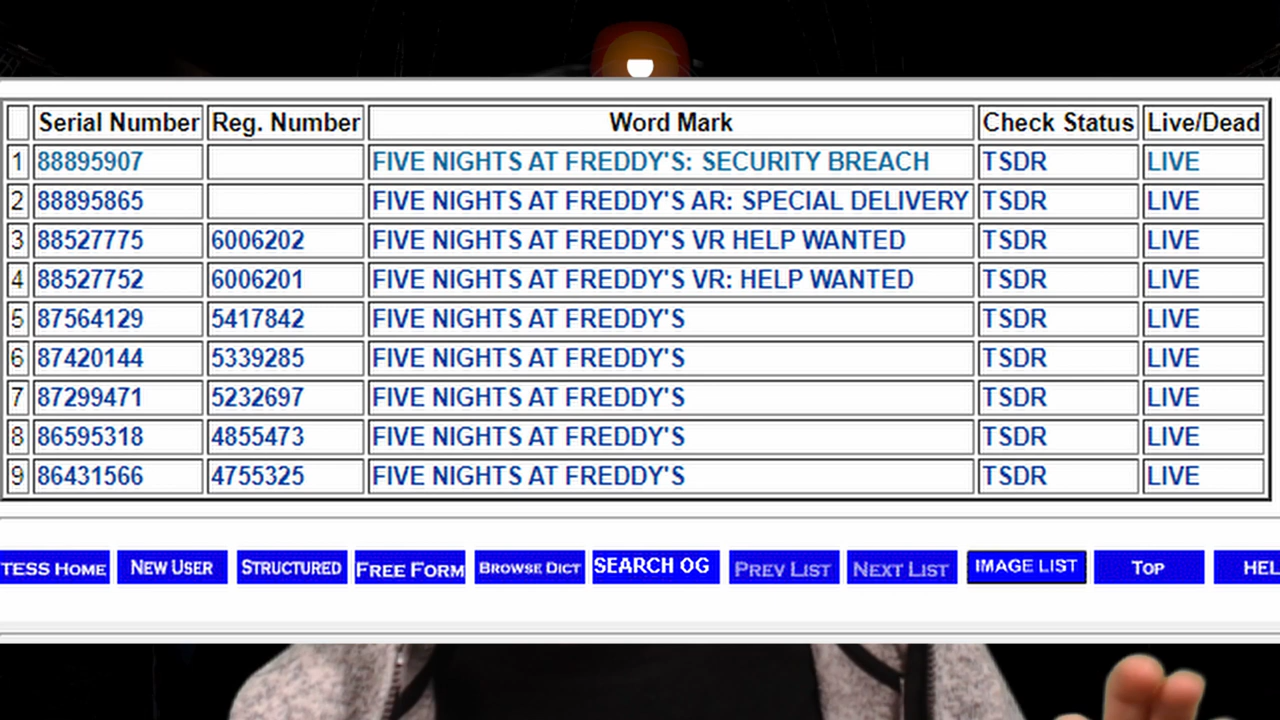 Serial Number Reg. Number Word Mark Check Status Live/Dead
1 88895907 FIVE NIGHTS AT FREDDY'S: SECURITY BREACH TSDR LIVE
2 88895865 FIVE NIGHTS AT FREDDY'S AR: SPECIAL DELIVERY TSDR LIVE
3 88527775 6006202 FIVE NIGHTS AT FREDDY'S VR HELP WANTED TSDR LIVE
4 88527752 6006201 FIVE NIGHTS AT FREDDY'S VR: HELP WANTED TSDR LIVE
5 87564129 5417842 FIVE NIGHTS AT FREDDY'S TSDR LIVE
6 87420144 5339285 FIVE NIGHTS AT FREDDY'S TSDR LIVE
7 87299471 5232697 FIVE NIGHTS AT FREDDY'S TSDR LIVE
8 86595318 4855473 FIVE NIGHTS AT FREDDY'S TSDR LIVE
9 86431566 4755325 FIVE NIGHTS AT FREDDY'S TSDR LIVE
TESS HOME NEW USER STRUCTURED FREE FORM BROWSE DICT SEARCH OG PREV LIST NEXT LIST IMAGE LIST TOP HEL